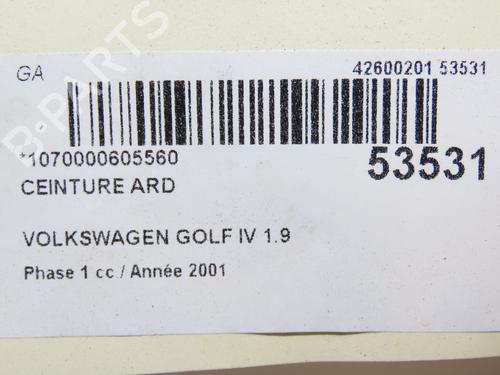 B-PARTS
GA
42600201 53531
*1070000605560
53531
CEINTURE ARD
VOLKSWAGEN GOLF IV 1.9
Phase 1 cc / Année 2001